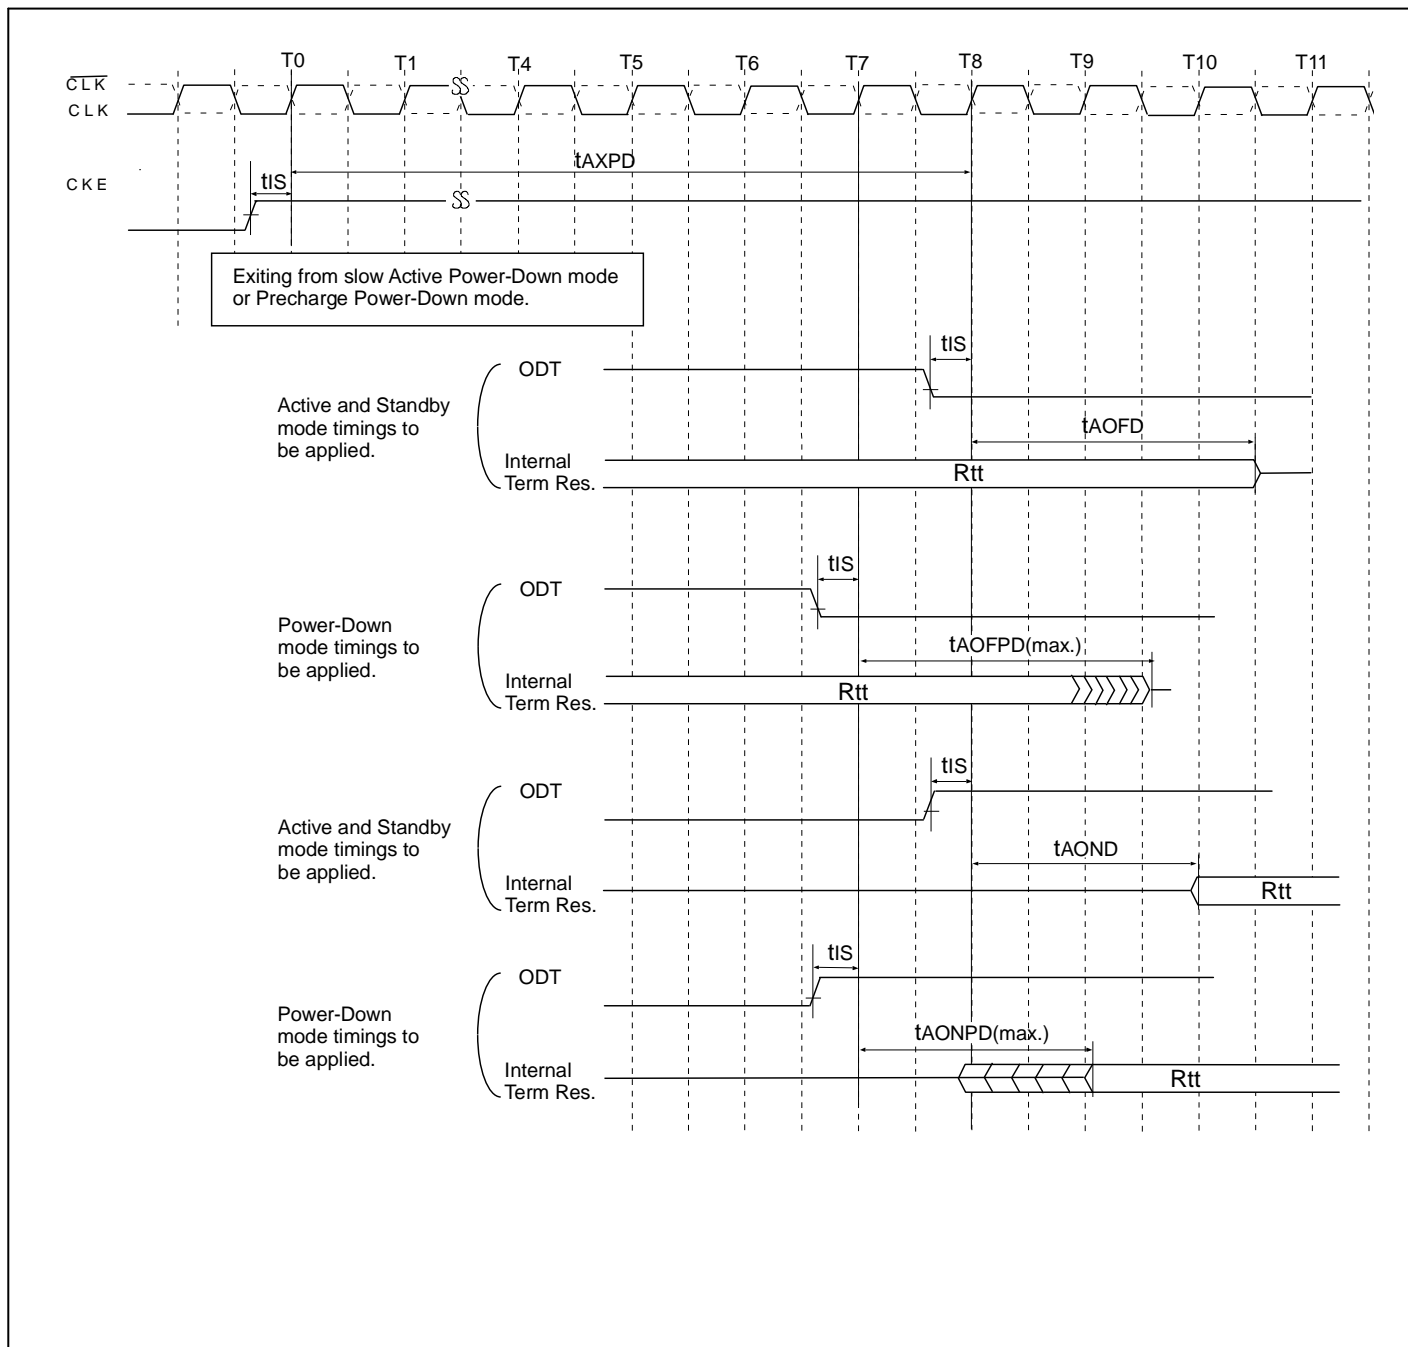 T0 T1 T4 T5 T6 T7 T8 T9 T10 T11
CLK
CLK
tAXPD
CKE
tIS
Exiting from slow Active Power-Down mode
or Precharge Power-Down mode.
tIS
ODT
Active and Standby
mode timings to
be applied.
tAOFD
Internal
Term Res.
Rtt
tIS
ODT
Power-Down
mode timings to
be applied.
tAOFPD(max.)
Internal
Term Res.
Rtt
tIS
ODT
Active and Standby
mode timings to
be applied.
tAOND
Internal
Term Res.
Rtt
tIS
ODT
Power-Down
mode timings to
be applied.
tAONPD(max.)
Internal
Term Res.
Rtt